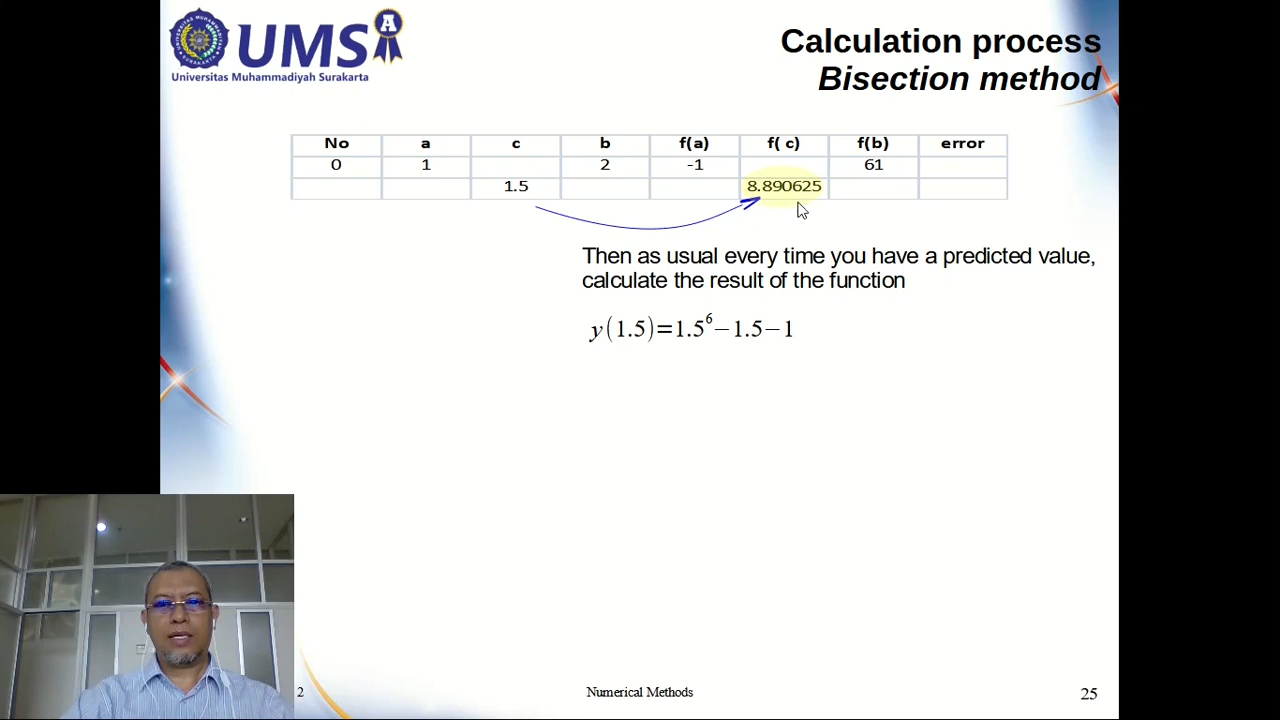 UMS
A
Universitas Muhammadiyah Surakarta
Calculation process
Bisection method
No a c b f(a) f( c) f(b) error
0 1 2 -1 61
1.5 8.890625
Then as usual every time you have a predicted value,
calculate the result of the function
y(1.5)=1.5⁶−1.5−1
2 Numerical Methods 25